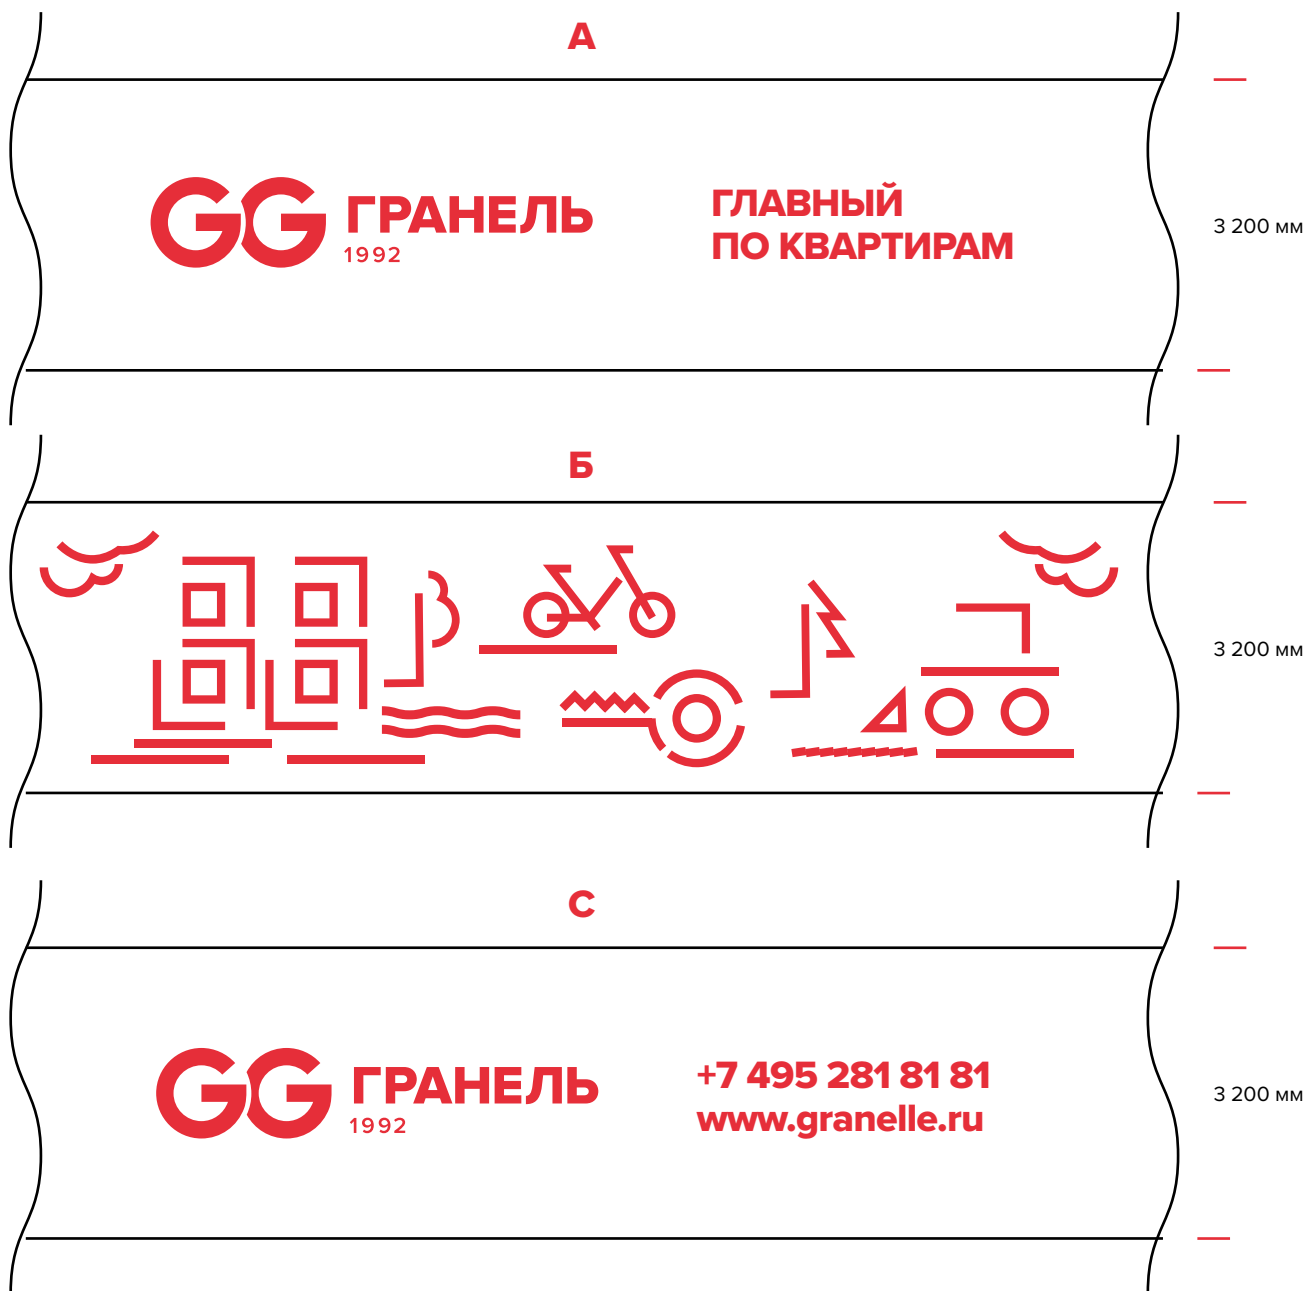 А
GG ГРАНЕЛЬ
1992
ГЛАВНЫЙ
ПО КВАРТИРАМ
3 200 мм
Б
3 200 мм
С
GG ГРАНЕЛЬ
1992
+7 495 281 81 81
www.granelle.ru
3 200 мм